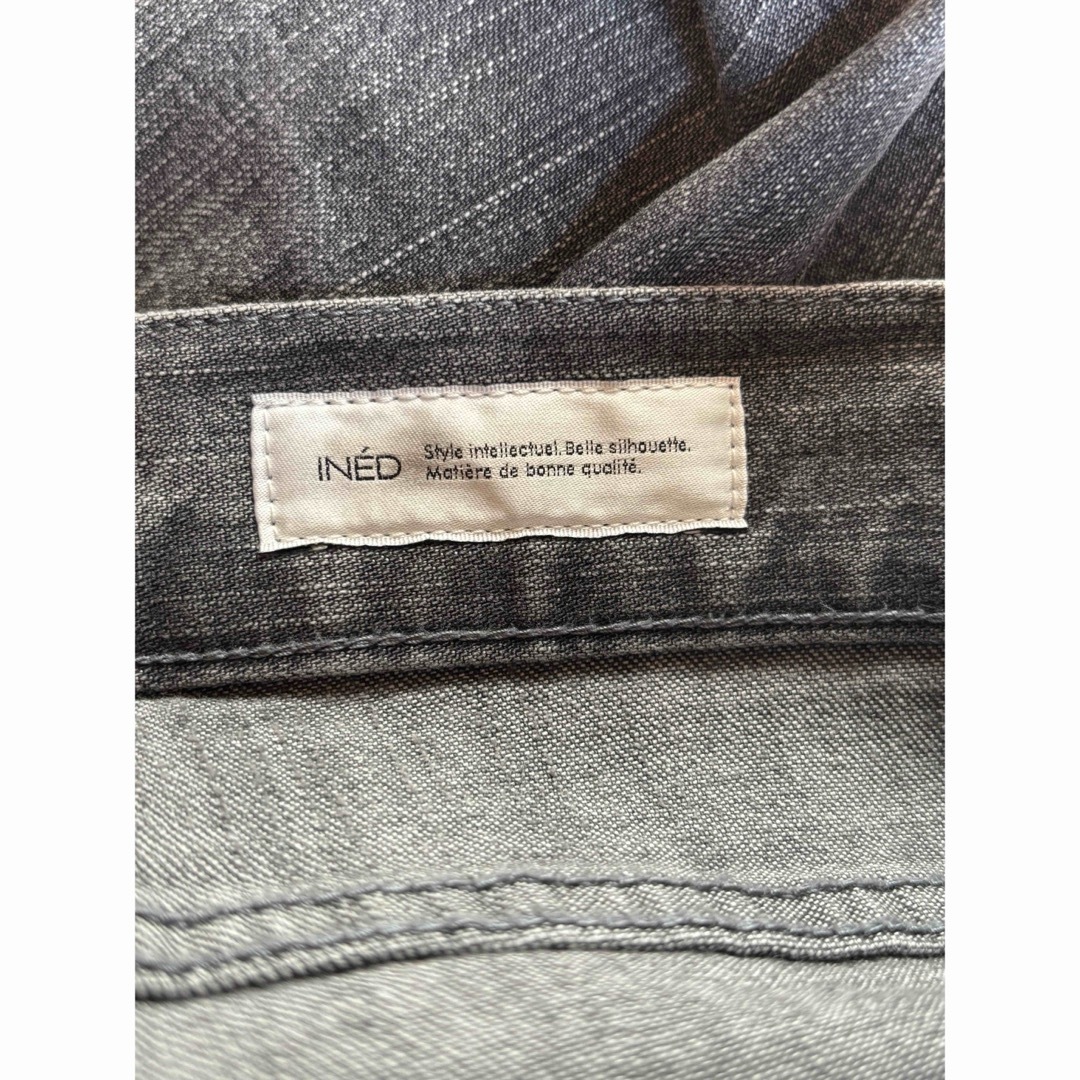 INÉD
Style intellectuel. Belle silhouette.
Matière de bonne qualité.